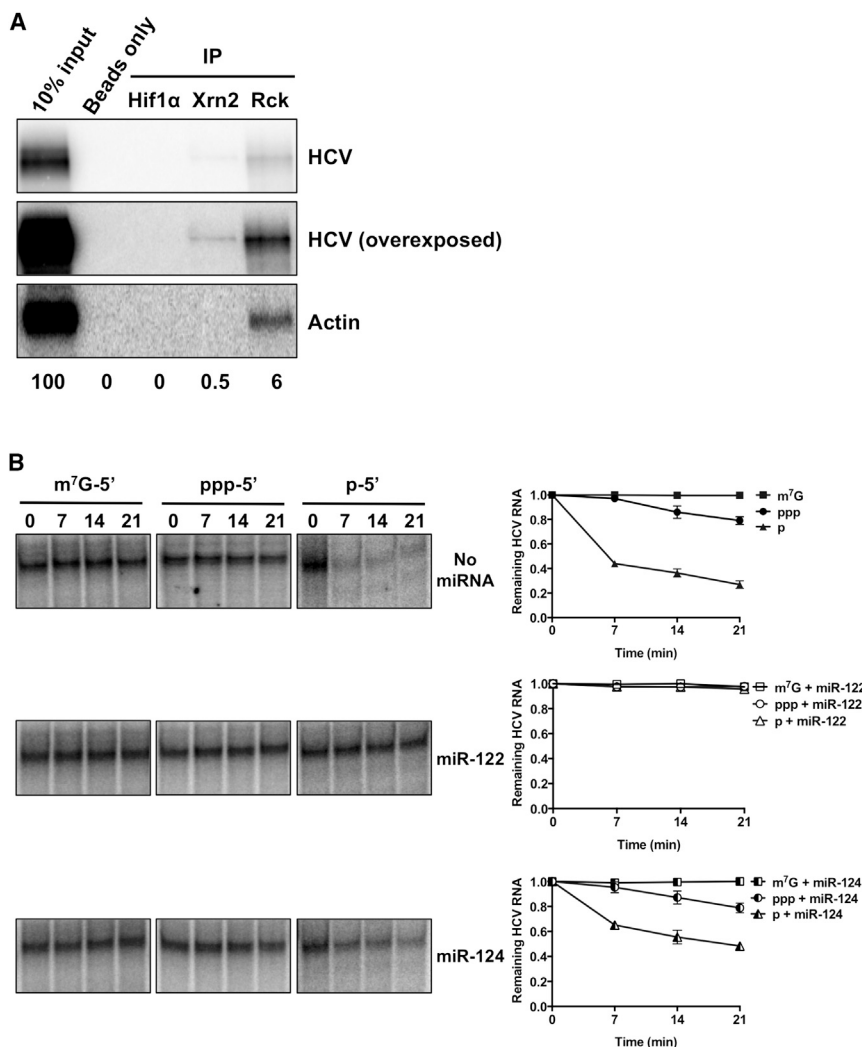 A
10% input
Beads only
IP
Hif1α Xrn2 Rck
HCV
HCV (overexposed)
Actin
100 0 0 0.5 6
B
m⁷G-5' ppp-5' p-5'
0 7 14 21 0 7 14 21 0 7 14 21
No
miRNA
miR-122
miR-124
Remaining HCV RNA
1.0
0.8
0.6
0.4
0.2
0.0
0 7 14 21
Time (min)
m⁷G
ppp
p
Remaining HCV RNA
1.0
0.8
0.6
0.4
0.2
0.0
0 7 14 21
Time (min)
m⁷G + miR-122
ppp + miR-122
p + miR-122
Remaining HCV RNA
1.0
0.8
0.6
0.4
0.2
0.0
0 7 14 21
Time (min)
m⁷G + miR-124
ppp + miR-124
p + miR-124